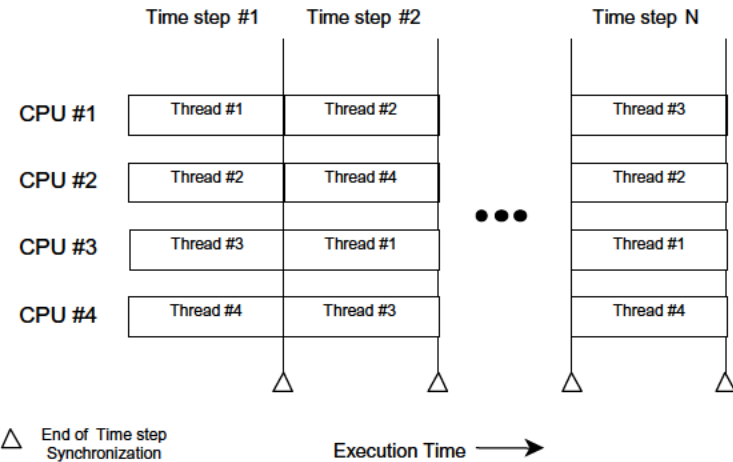 Time step #1 Time step #2 Time step N
CPU #1 Thread #1 Thread #2 Thread #3
CPU #2 Thread #2 Thread #4 Thread #2
CPU #3 Thread #3 Thread #1 Thread #1
CPU #4 Thread #4 Thread #3 Thread #4
End of Time step
Synchronization
Execution Time